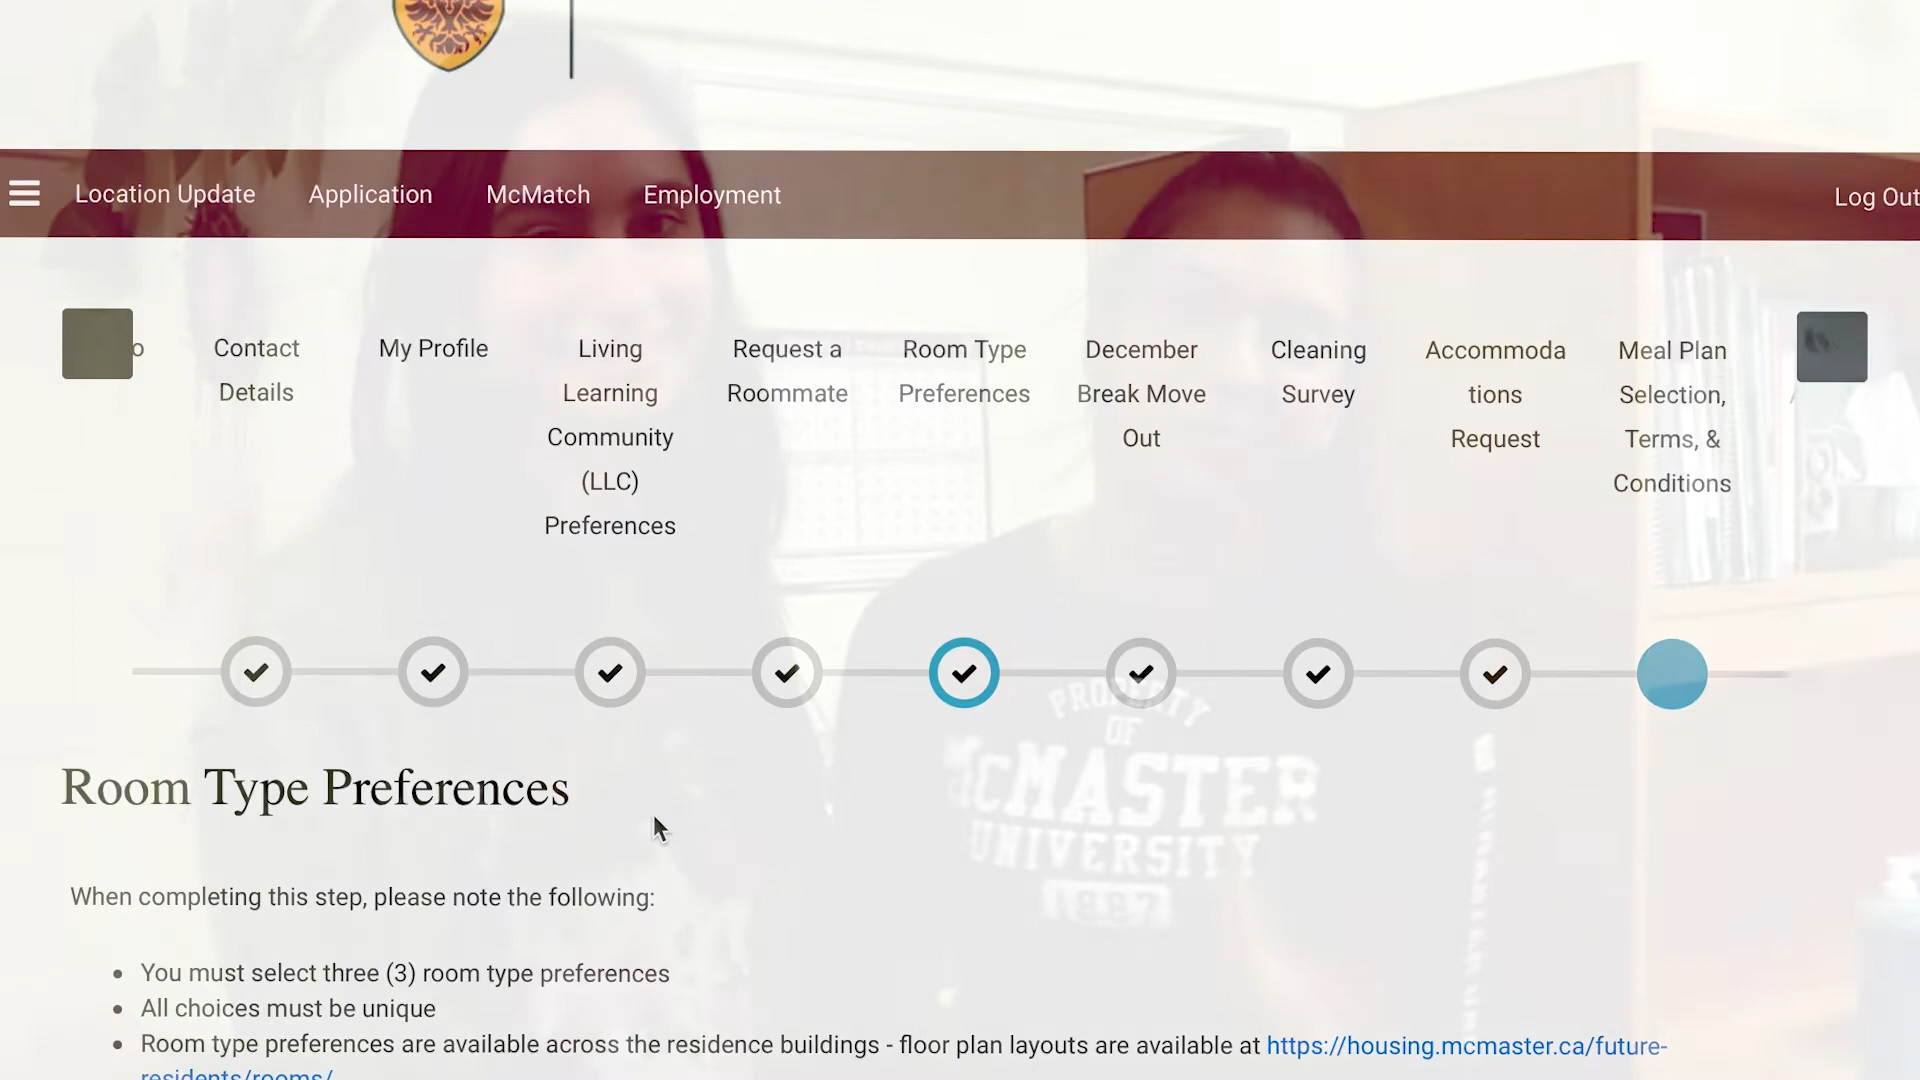 Location Update Application McMatch Employment Log Out
o
Contact
Details
My Profile
Living
Learning
Community
(LLC)
Preferences
Request a
Roommate
Room Type
Preferences
December
Break Move
Out
Cleaning
Survey
Accommoda
tions
Request
Meal Plan
Selection,
Terms, &
Conditions
PROPERTY
OF
McMASTER
UNIVERSITY
1887
Room Type Preferences
When completing this step, please note the following:
You must select three (3) room type preferences
All choices must be unique
Room type preferences are available across the residence buildings - floor plan layouts are available at https://housing.mcmaster.ca/future-
residents/rooms/